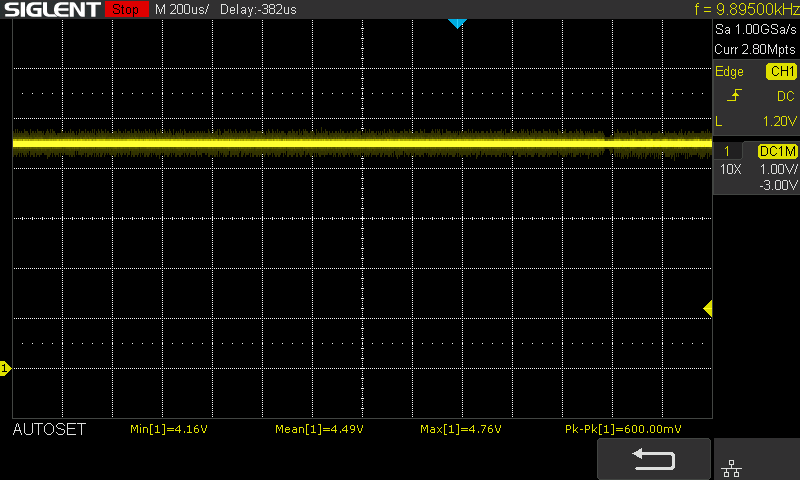 SIGLENT Stop M 200us/ Delay:-382us f = 9.89500kHz
Sa 1.00GSa/s
Curr 2.80Mpts
Edge CH1
DC
L 1.20V
1 DC1M
10X 1.00V/
-3.00V
1
AUTOSET Min[1]=4.16V Mean[1]=4.49V Max[1]=4.76V Pk-Pk[1]=600.00mV